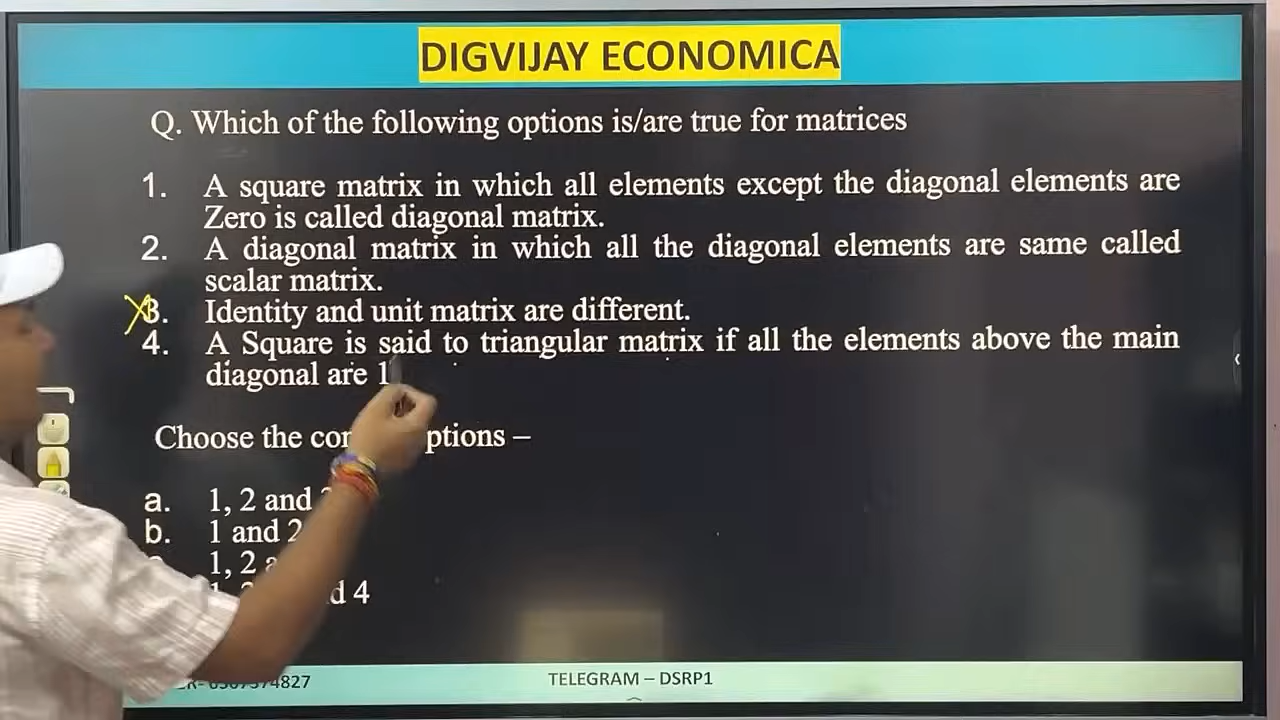 DIGVIJAY ECONOMICA
Q. Which of the following options is/are true for matrices
1. A square matrix in which all elements except the diagonal elements are
Zero is called diagonal matrix.
2. A diagonal matrix in which all the diagonal elements are same called
scalar matrix.
3. Identity and unit matrix are different.
4. A Square is said to triangular matrix if all the elements above the main
diagonal are 1
Choose the options –
a. 1, 2 and
b. 1 and 2
1, 2
d 4
TELEGRAM – DSRP1